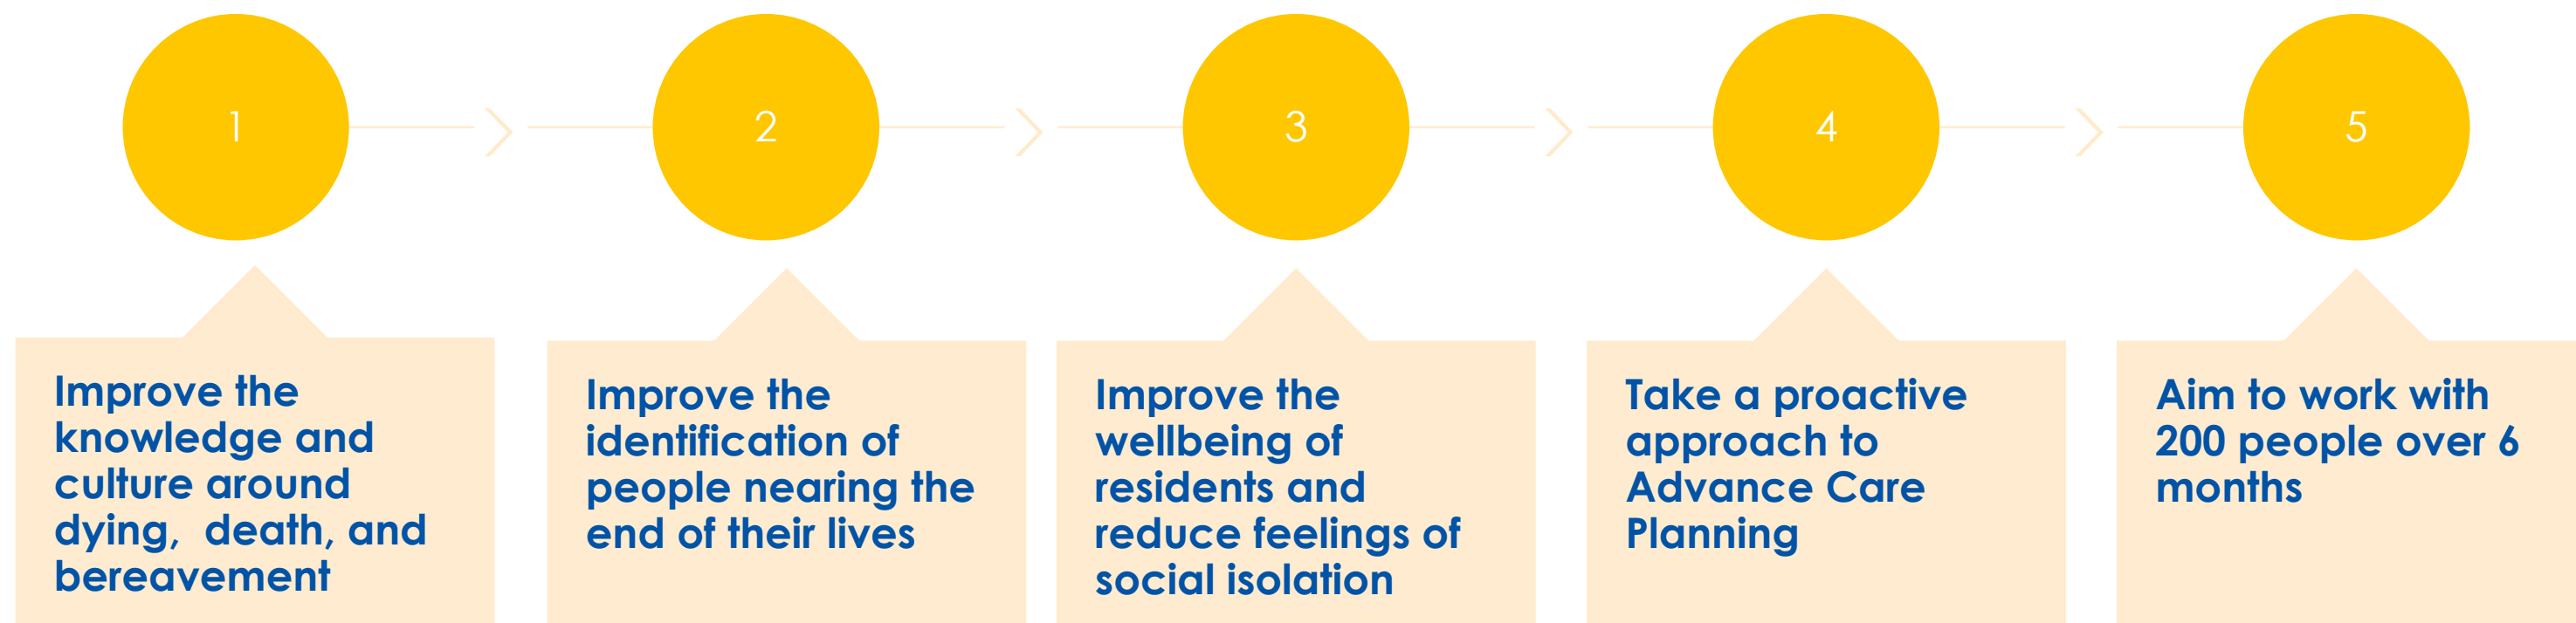 1
2
3
4
5
Improve the
knowledge and
culture around
dying,  death, and
bereavement
Improve the
identification of
people nearing the
end of their lives
Improve the
wellbeing of
residents and
reduce feelings of
social isolation
Take a proactive
approach to
Advance Care
Planning
Aim to work with
200 people over 6
months